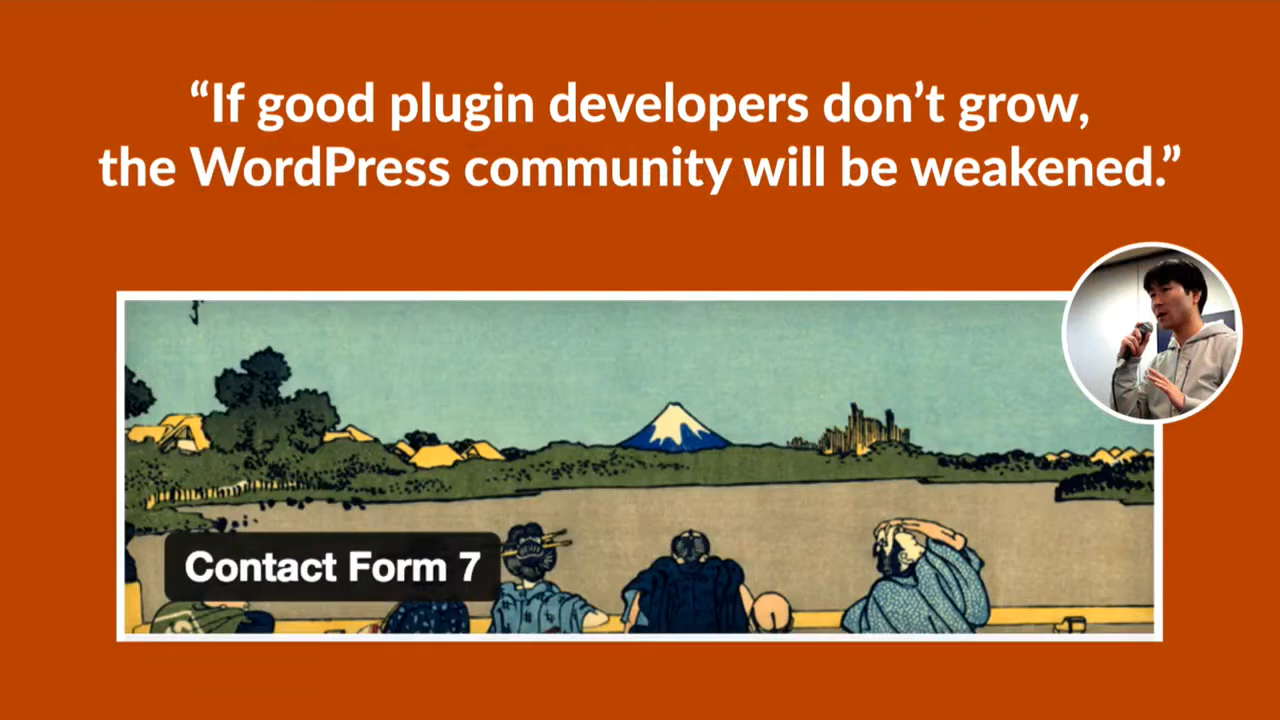 “If good plugin developers don’t grow,
the WordPress community will be weakened.”
Contact Form 7